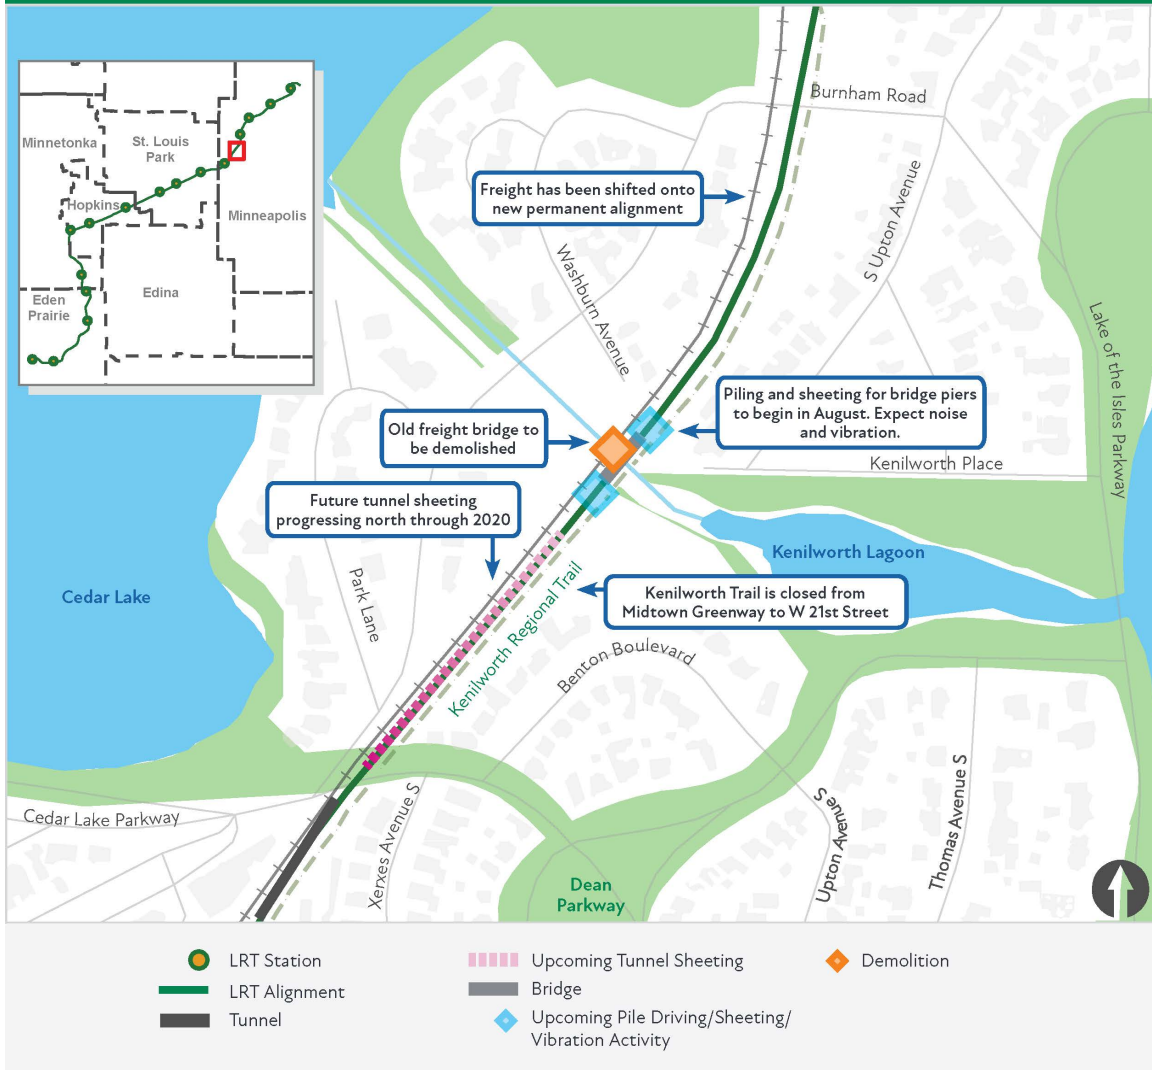 Burnham Road
Minnetonka
St. Louis
Park
Hopkins
Minneapolis
Eden
Prairie
Edina
Freight has been shifted onto
new permanent alignment
S Upton Avenue
Washburn Avenue
Lake of the Isles Parkway
Piling and sheeting for bridge piers
to begin in August. Expect noise
and vibration.
Old freight bridge to
be demolished
Kenilworth Place
Future tunnel sheeting
progressing north through 2020
Kenilworth Lagoon
Cedar Lake
Park Lane
Kenilworth Regional Trail
Kenilworth Trail is closed from
Midtown Greenway to W 21st Street
Benton Boulevard
Cedar Lake Parkway
Xerxes Avenue S
Upton Avenue S
Thomas Avenue S
Dean
Parkway
LRT Station
LRT Alignment
Tunnel
Upcoming Tunnel Sheeting
Bridge
Upcoming Pile Driving/Sheeting/
Vibration Activity
Demolition